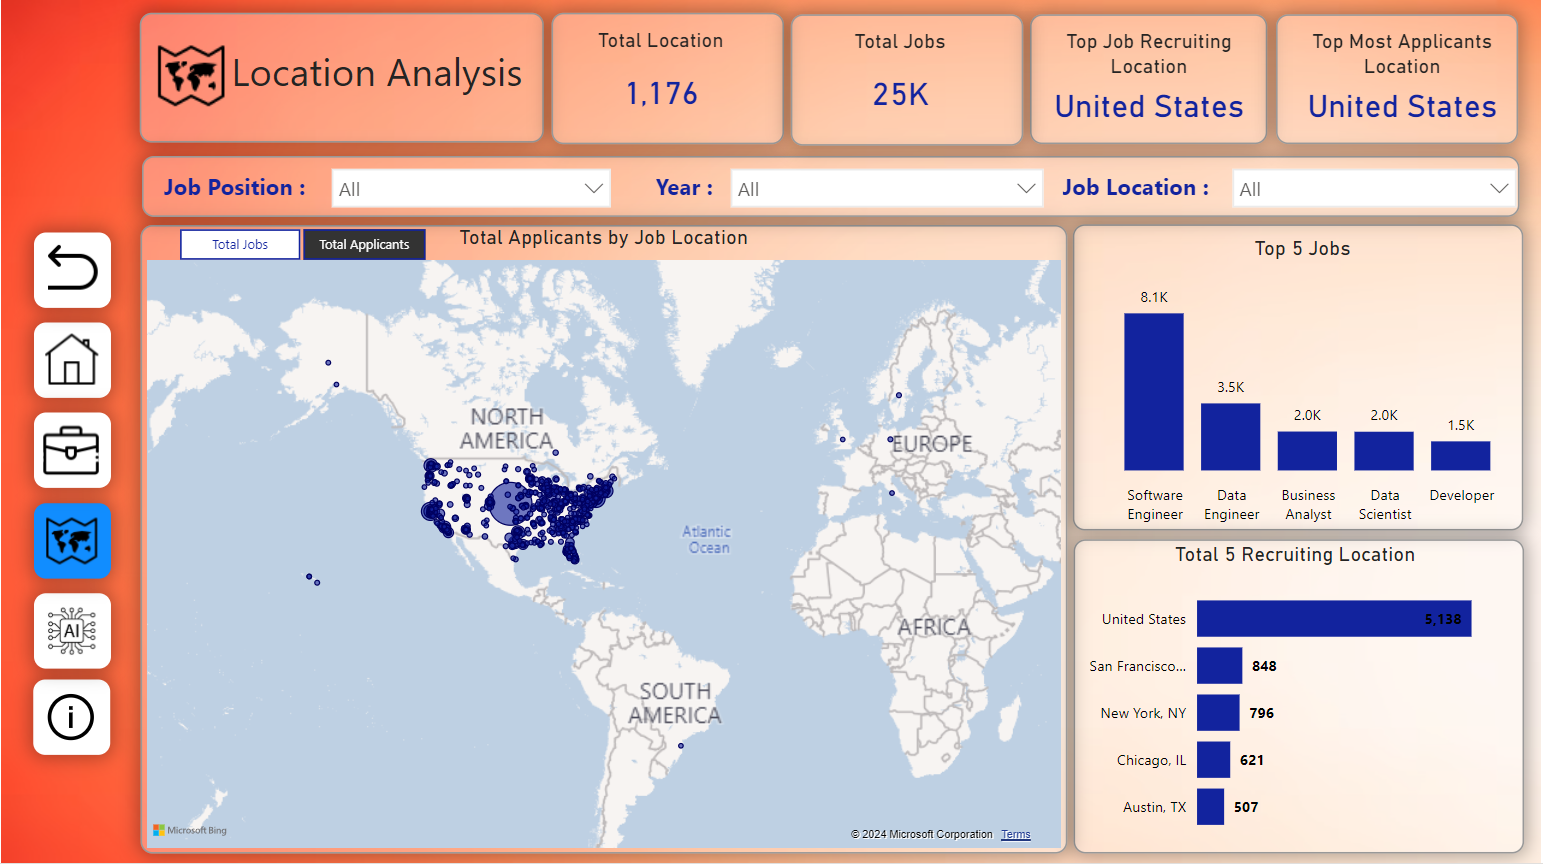 Location Analysis
Total Location
1,176
Total Jobs
25K
Top Job Recruiting
Location
United States
Top Most Applicants
Location
United States
Job Position :
All
Year :
All
Job Location :
All
Total Jobs
Total Applicants
Total Applicants by Job Location
NORTH
AMERICA
EUROPE
Atlantic
Ocean
AFRICA
SOUTH
AMERICA
Microsoft Bing
© 2024 Microsoft Corporation Terms
AI
i
Top 5 Jobs
8.1K
3.5K
2.0K
2.0K
1.5K
Software
Engineer
Data
Engineer
Business
Analyst
Data
Scientist
Developer
Total 5 Recruiting Location
United States 5,138
San Francisco... 848
New York, NY 796
Chicago, IL 621
Austin, TX 507